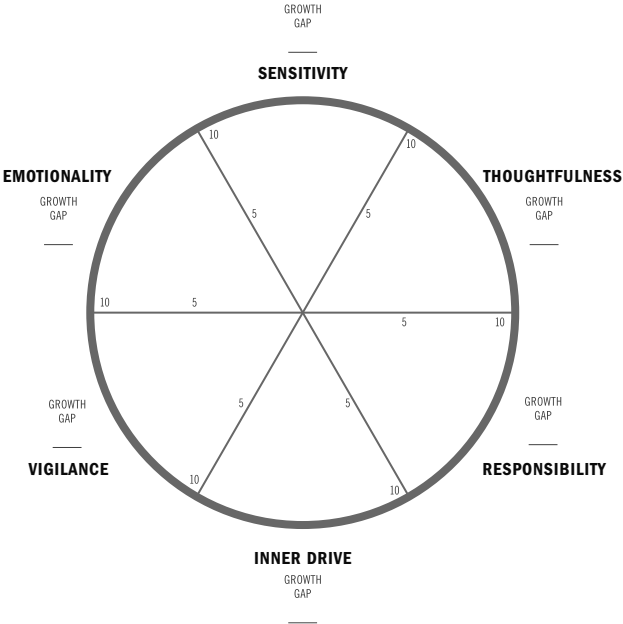 GROWTH
GAP
SENSITIVITY
10
10
EMOTIONALITY
THOUGHTFULNESS
GROWTH
GAP
GROWTH
GAP
5
5
10
5
5
10
GROWTH
GAP
GROWTH
GAP
5
5
VIGILANCE
RESPONSIBILITY
10
10
INNER DRIVE
GROWTH
GAP